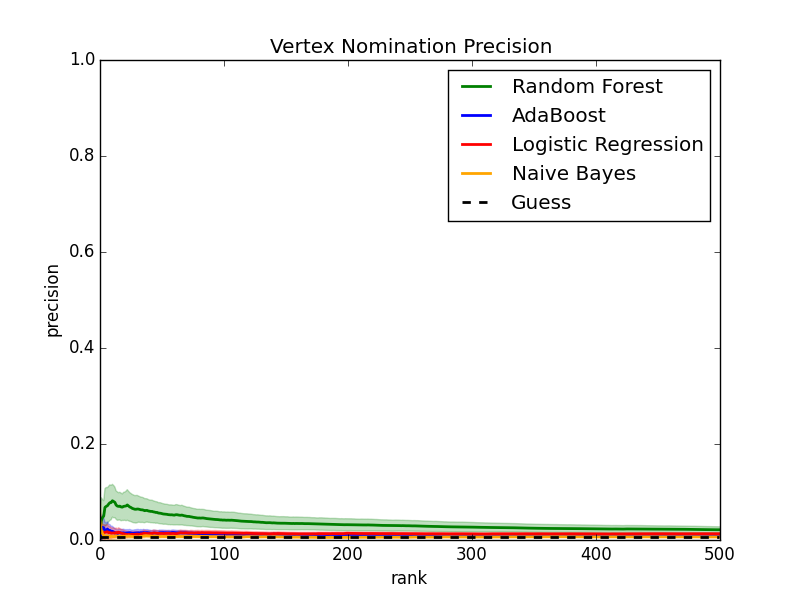 Vertex Nomination Precision
1.0
0.8
0.6
0.4
0.2
0.0
precision
Random Forest
AdaBoost
Logistic Regression
Naive Bayes
Guess
0 100 200 300 400 500
rank